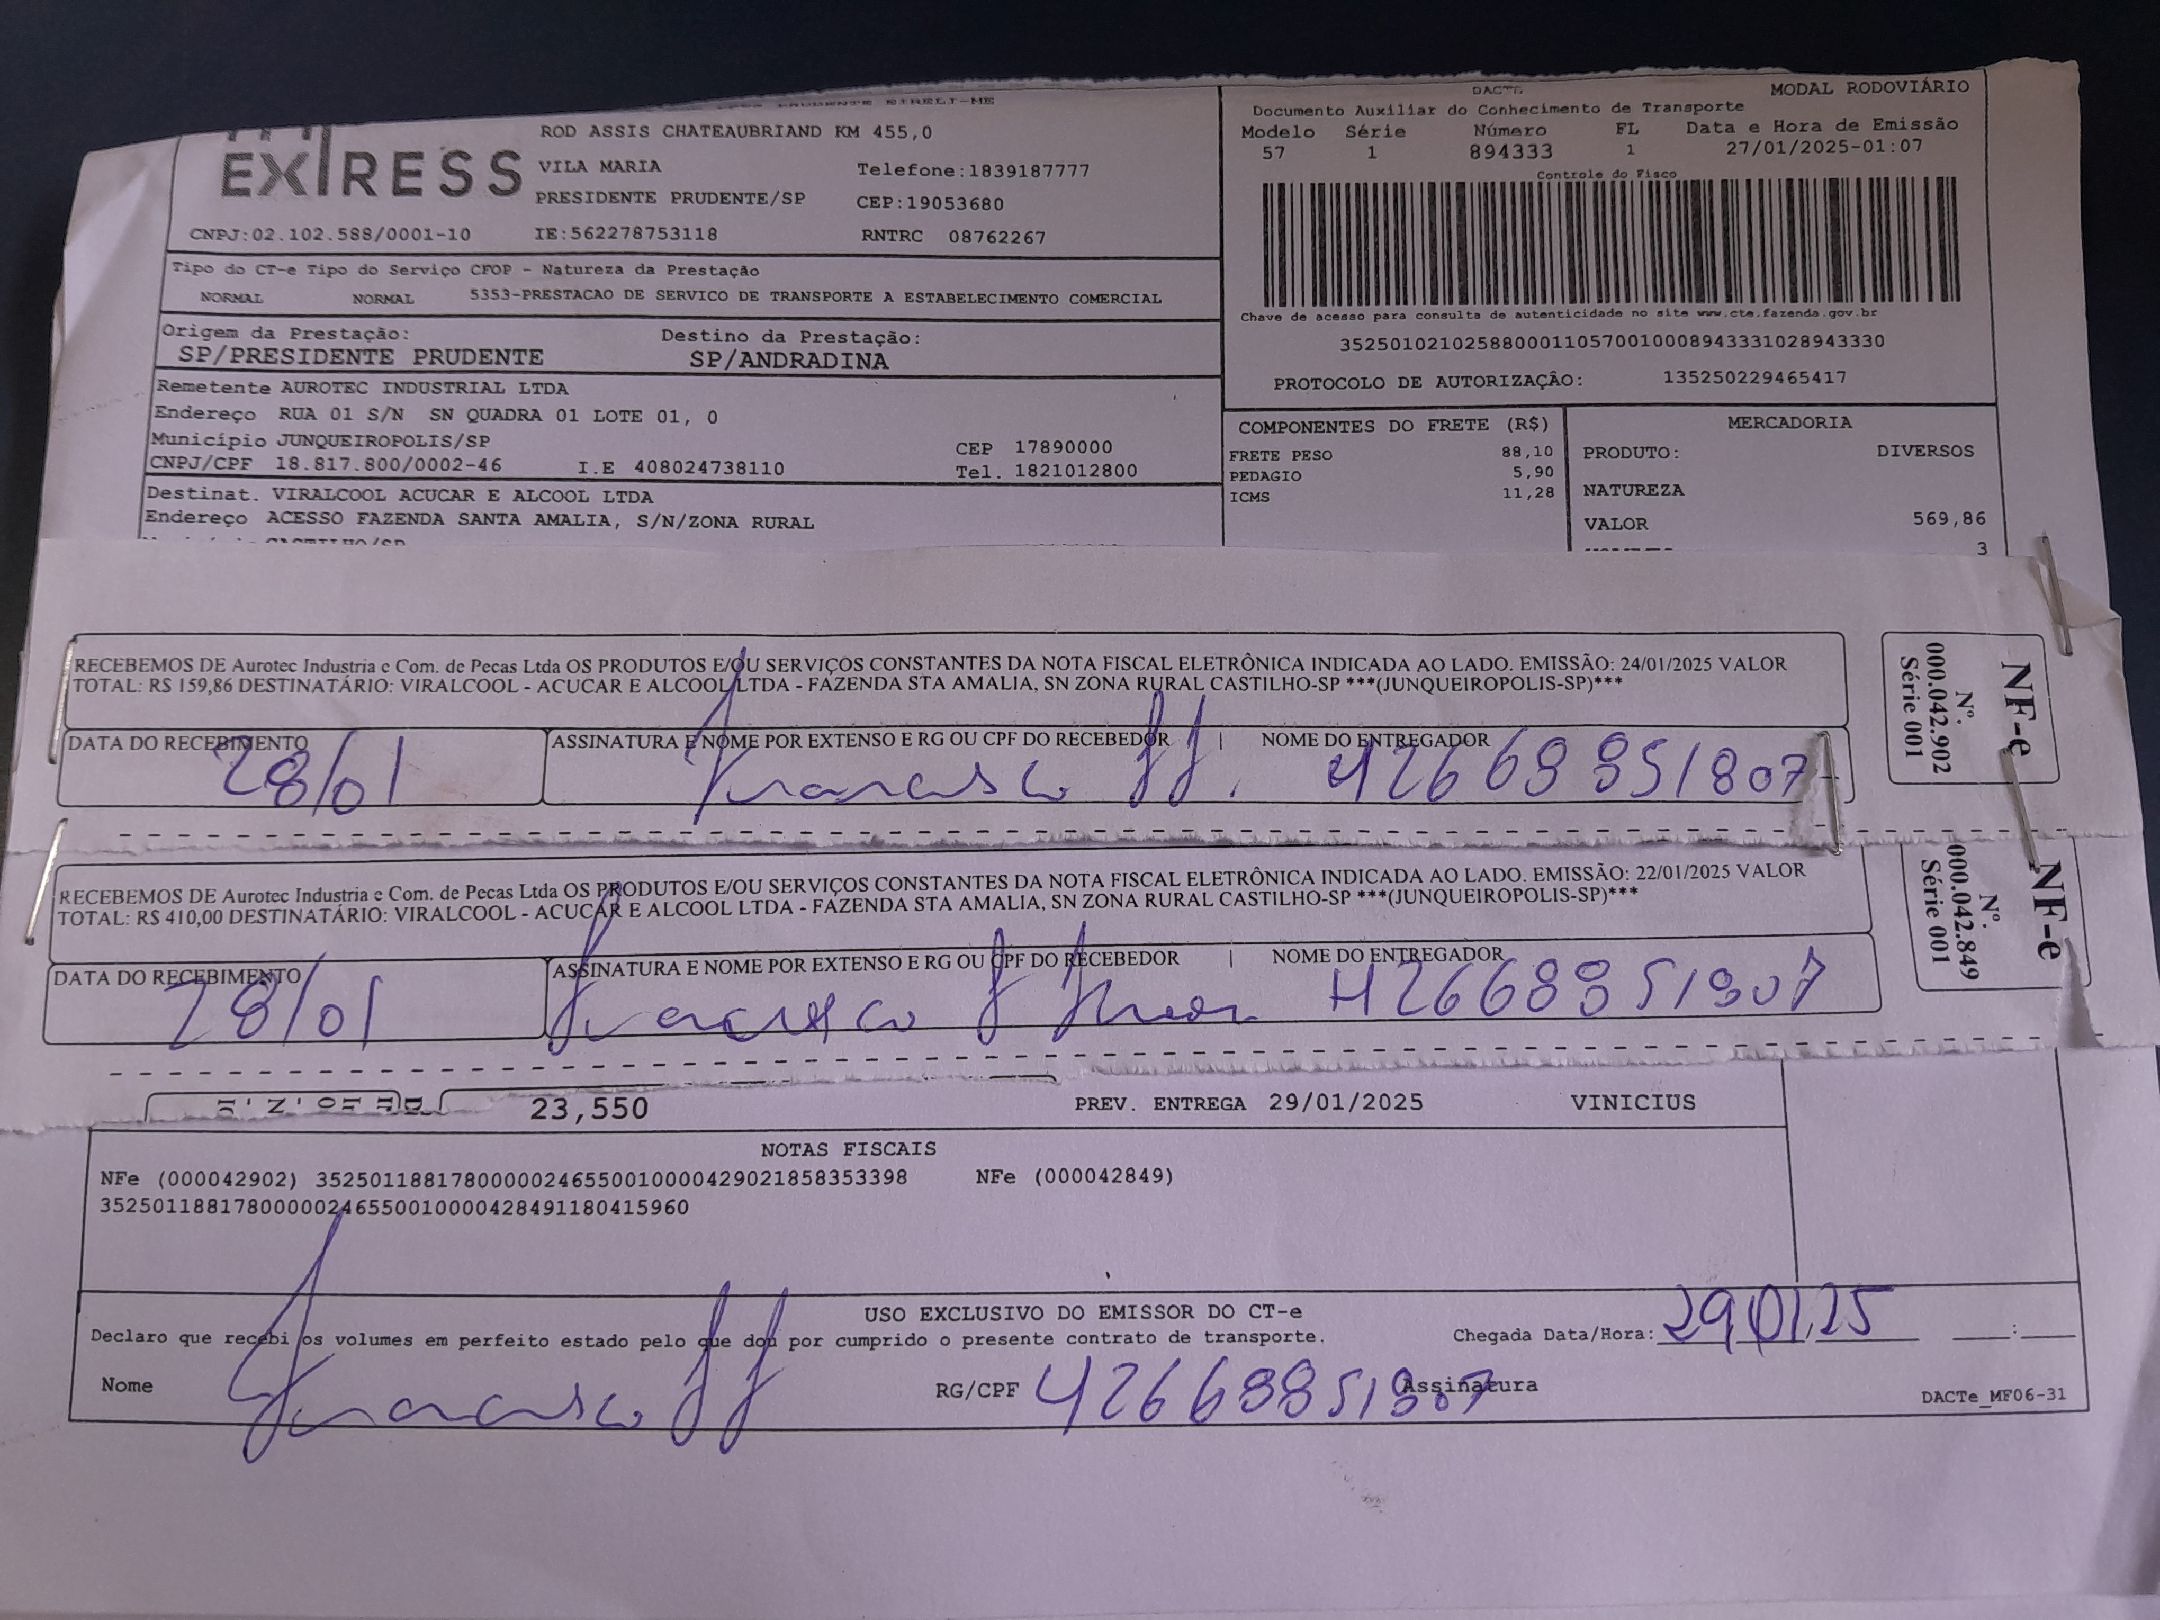 EIRELI-ME
EXPRESS
ROD ASSIS CHATEAUBRIAND KM 455,0
VILA MARIA Telefone:1839187777
PRESIDENTE PRUDENTE/SP CEP:19053680
CNPJ:02.102.588/0001-10 IE:562278753118 RNTRC 08762267
Tipo do CT-e Tipo do Serviço CFOP - Natureza da Prestação
NORMAL NORMAL 5353-PRESTACAO DE SERVICO DE TRANSPORTE A ESTABELECIMENTO COMERCIAL
Origem da Prestação: Destino da Prestação:
SP/PRESIDENTE PRUDENTE SP/ANDRADINA
Remetente AUROTEC INDUSTRIAL LTDA
Endereço RUA 01 S/N SN QUADRA 01 LOTE 01, 0
Município JUNQUEIROPOLIS/SP CEP 17890000
CNPJ/CPF 18.817.800/0002-46 I.E 408024738110 Tel. 1821012800
Destinat. VIRALCOOL ACUCAR E ALCOOL LTDA
Endereço ACESSO FAZENDA SANTA AMALIA, S/N/ZONA RURAL
CASTILHO/SP
DACTE MODAL RODOVIÁRIO
Documento Auxiliar do Conhecimento de Transporte
Modelo Série Número FL Data e Hora de Emissão
57 1 894333 1 27/01/2025-01:07
Controle do Fisco
Chave de acesso para consulta de autenticidade no site www.cte.fazenda.gov.br
35250102102588000110570010008943331028943330
PROTOCOLO DE AUTORIZAÇÃO: 135250229465417
COMPONENTES DO FRETE (R$)
FRETE PESO 88,10
PEDAGIO 5,90
ICMS 11,28
MERCADORIA
PRODUTO: DIVERSOS
NATUREZA
VALOR 569,86
3
RECEBEMOS DE Aurotec Industria e Com. de Pecas Ltda OS PRODUTOS E/OU SERVIÇOS CONSTANTES DA NOTA FISCAL ELETRÔNICA INDICADA AO LADO. EMISSÃO: 24/01/2025 VALOR
TOTAL: R$ 159,86 DESTINATÁRIO: VIRALCOOL - ACUCAR E ALCOOL LTDA - FAZENDA STA AMALIA, SN ZONA RURAL CASTILHO-SP ***(JUNQUEIROPOLIS-SP)***
DATA DO RECEBIMENTO ASSINATURA E NOME POR EXTENSO E RG OU CPF DO RECEBEDOR | NOME DO ENTREGADOR
28/01 Francisco 42668851807
NF-e
Nº.
000.042.902
Série 001
RECEBEMOS DE Aurotec Industria e Com. de Pecas Ltda OS PRODUTOS E/OU SERVIÇOS CONSTANTES DA NOTA FISCAL ELETRÔNICA INDICADA AO LADO. EMISSÃO: 22/01/2025 VALOR
TOTAL: R$ 410,00 DESTINATÁRIO: VIRALCOOL - ACUCAR E ALCOOL LTDA - FAZENDA STA AMALIA, SN ZONA RURAL CASTILHO-SP ***(JUNQUEIROPOLIS-SP)***
DATA DO RECEBIMENTO ASSINATURA E NOME POR EXTENSO E RG OU CPF DO RECEBEDOR | NOME DO ENTREGADOR
28/01 Francisco 42668851807
NF-e
Nº.
000.042.849
Série 001
23,550 PREV. ENTREGA 29/01/2025 VINICIUS
NOTAS FISCAIS
NFe (000042902) 35250118817800000246550010000429021858353398 NFe (000042849)
35250118817800000246550010000428491180415960
USO EXCLUSIVO DO EMISSOR DO CT-e
Declaro que recebi os volumes em perfeito estado pelo que dou por cumprido o presente contrato de transporte. Chegada Data/Hora: 29/01/25 :
Nome Francisco RG/CPF 42668851807 Assinatura
DACTe_MF06-31